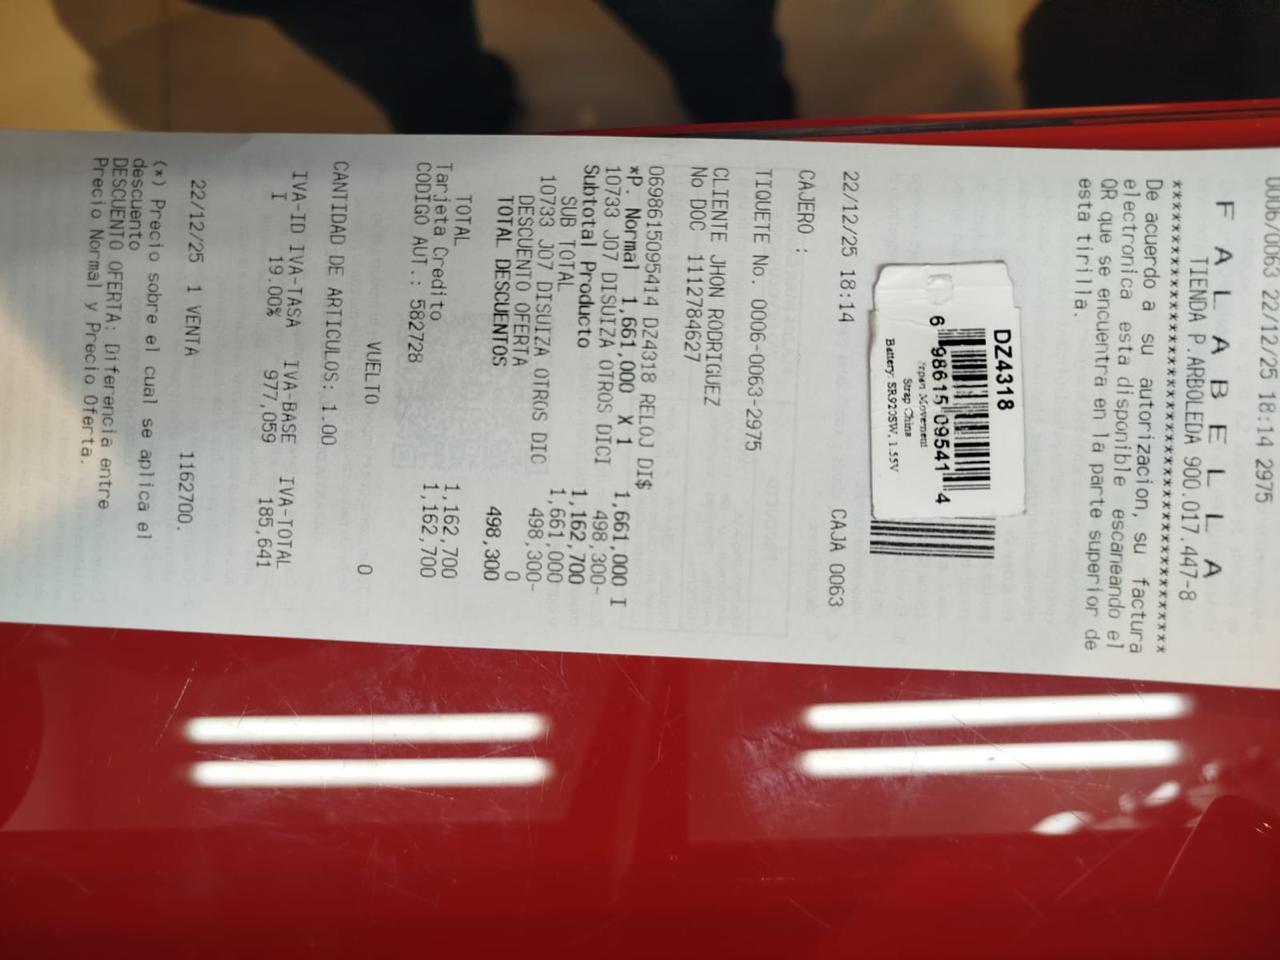 0006/0063 22/12/25 18:14 2975
F A L A B E L L A
TIENDA P.ARBOLEDA 900.017.447-8
****************************************
De acuerdo a su autorizacion, su factura
electronica esta disponible escaneando el
QR que se encuentra en la parte superior de
esta tirilla.
DZ4318
6 98615 09541 4
Movement
Strap China
Battery: SR920SW, 1.55V
22/12/25 18:14 CAJA 0063
CAJERO :
TIQUETE No. 0006-0063-2975
CLIENTE JHON RODRIGUEZ
No DOC 1112784627
0698615095414 DZ4318 RELOJ DI$
*P. Normal 1,661,000 X 1 1,661,000 I
10733 J07 DISUIZA OTROS DICI 498,300-
Subtotal Producto 1,162,700
SUB TOTAL 1,661,000
10733 J07 DISUIZA OTROS DIC 498,300-
DESCUENTO OFERTA 0
TOTAL DESCUENTOS 498,300
TOTAL 1,162,700
Tarjeta Credito 1,162,700
CODIGO AUT.: 582728
VUELTO 0
CANTIDAD DE ARTICULOS: 1.00
IVA-ID IVA-TASA IVA-BASE IVA-TOTAL
I 19.00% 977,059 185,641
22/12/25 1 VENTA 1162700.
(*) Precio sobre el cual se aplica el
descuento
DESCUENTO OFERTA: Diferencia entre
Precio Normal y Precio Oferta.